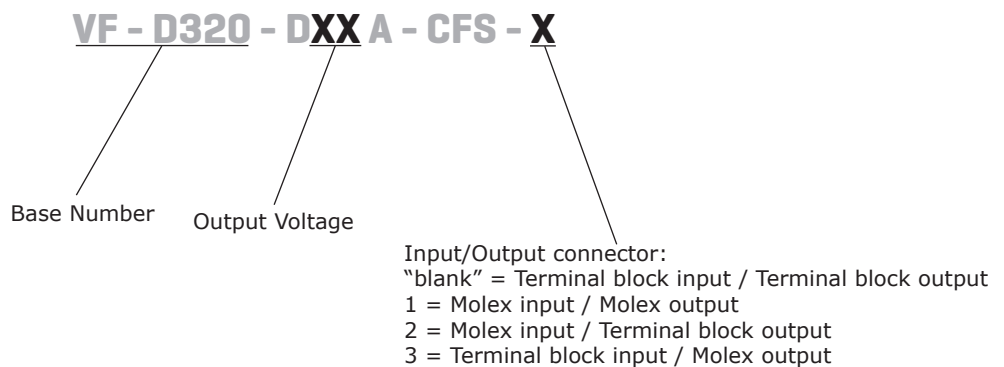 VF - D320 - DXX A - CFS - X
Base Number
Output Voltage
Input/Output connector:
“blank” = Terminal block input / Terminal block output
1 = Molex input / Molex output
2 = Molex input / Terminal block output
3 = Terminal block input / Molex output